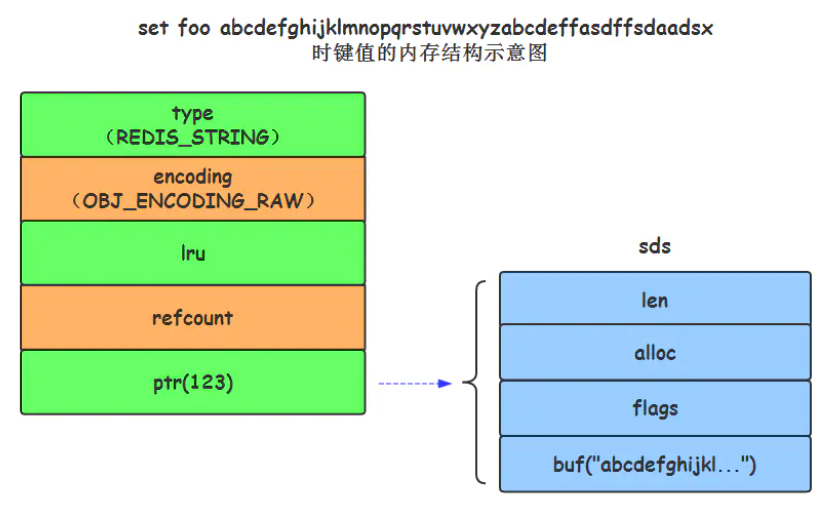 set foo abcdefghijklmnopqrstuvwxyzabcdeffasdffsdaadsx
时键值的内存结构示意图
type
（REDIS_STRING）
encoding
（OBJ_ENCODING_RAW）
lru
refcount
ptr(123)
sds
len
alloc
flags
buf("abcdefghijkl...")